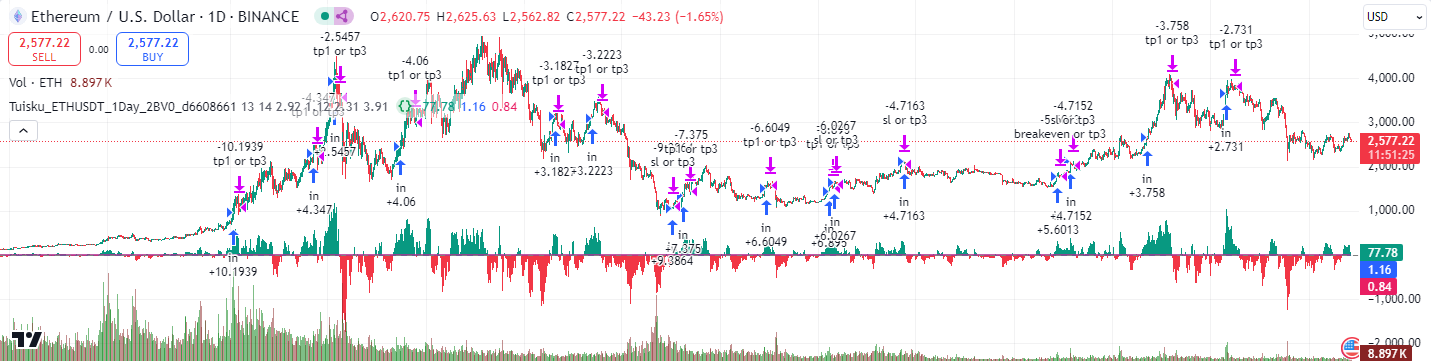 Ethereum / U.S. Dollar · 1D · BINANCE
O2,620.75 H2,625.63 L2,562.82 C2,577.22 −43.23 (−1.65%)
USD
2,577.22
SELL
0.00
2,577.22
BUY
Vol · ETH 8.897 K
Tuisku_ETHUSDT_1Day_2BV0_d6608661 13 14 2.92 1.12 2.31 3.91 77.78 1.16 0.84
-10.1939
tp1 or tp3
-4.347
tp1 or tp3
-2.5457
tp1 or tp3
-4.06
tp1 or tp3
-3.1827
tp1 or tp3
-3.2223
tp1 or tp3
sl or tp3
-7.375
-6.6049
tp1 or tp3
-6.0267
sl or tp3
-4.7163
sl or tp3
-4.7152
breakeven or tp3
-3.758
tp1 or tp3
-2.731
tp1 or tp3
in
+10.1939
in
+4.347
in
+2.5457
in
+4.06
in
+3.1827
in
+3.2223
in
+9.3864
in
+7.375
in
+6.6049
+6.895
in
+6.0267
in
+4.7163
+5.6013
in
+4.7152
in
+3.758
in
+2.731
4,000.00
3,000.00
2,577.22
11:51:25
2,000.00
1,000.00
77.78
1.16
0.84
−1,000.00
−2,000.00
8.897 K